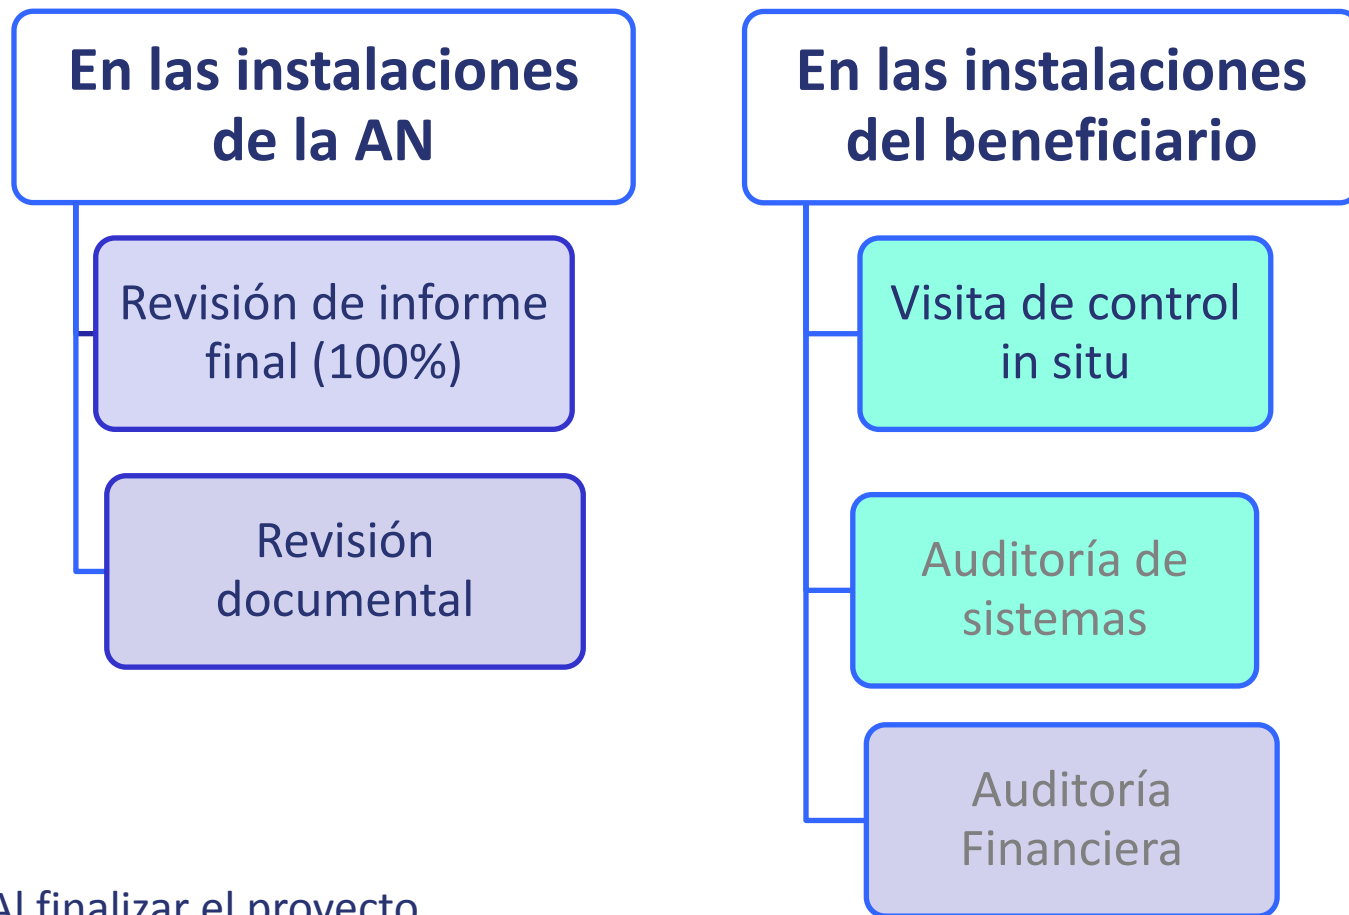 En las instalaciones
de la AN
Revisión de informe
final (100%)
Revisión
documental
En las instalaciones
del beneficiario
Visita de control
in situ
Auditoría de
sistemas
Auditoría
Financiera
Al finalizar el proyecto